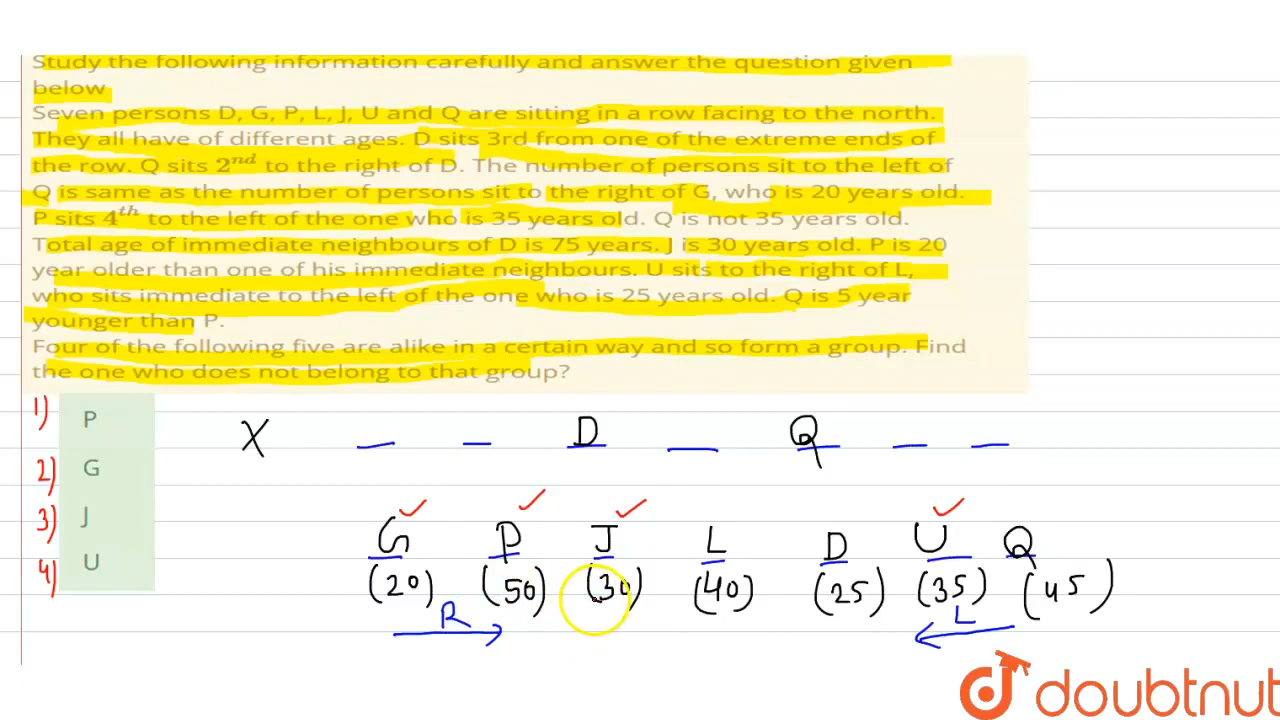 Study the following information carefully and answer the question given
below
Seven persons D, G, P, L, J, U and Q are sitting in a row facing to the north.
They all have of different ages. D sits 3rd from one of the extreme ends of
the row. Q sits 2nd to the right of D. The number of persons sit to the left of
Q is same as the number of persons sit to the right of G, who is 20 years old.
P sits 4th to the left of the one who is 35 years old. Q is not 35 years old.
Total age of immediate neighbours of D is 75 years. J is 30 years old. P is 20
year older than one of his immediate neighbours. U sits to the right of L,
who sits immediate to the left of the one who is 25 years old. Q is 5 year
younger than P.
Four of the following five are alike in a certain way and so form a group. Find
the one who does not belong to that group?
1) P
2) G
3) J
4) U
X _ _ D _ Q _ _
G P J L D U Q
(20) (50) (30) (40) (25) (35) (45)
R L
doubtnut